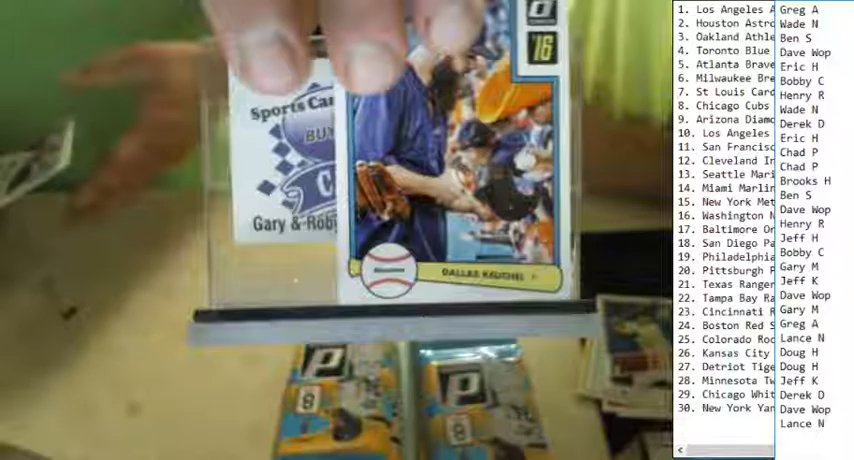 '16
Sports Car
BUY
C
Gary & Rob
DALLAS KEUCHEL
P
8
P
8
1. Los Angeles A
2. Houston Astro
3. Oakland Athle
4. Toronto Blue
5. Atlanta Brave
6. Milwaukee Bre
7. St Louis Card
8. Chicago Cubs
9. Arizona Diamo
10. Los Angeles
11. San Francisc
12. Cleveland In
13. Seattle Mari
14. Miami Marlin
15. New York Met
16. Washington N
17. Baltimore Or
18. San Diego Pa
19. Philadelphia
20. Pittsburgh P
21. Texas Ranger
22. Tampa Bay Ra
23. Cincinnati R
24. Boston Red S
25. Colorado Roc
26. Kansas City
27. Detriot Tige
28. Minnesota Tw
29. Chicago Whit
30. New York Yan
Greg A
Wade N
Ben S
Dave Wop
Eric H
Bobby C
Henry R
Wade N
Derek D
Eric H
Chad P
Chad P
Brooks H
Ben S
Dave Wop
Henry R
Jeff H
Bobby C
Gary M
Jeff K
Dave Wop
Gary M
Greg A
Lance N
Doug H
Doug H
Jeff K
Derek D
Dave Wop
Lance N